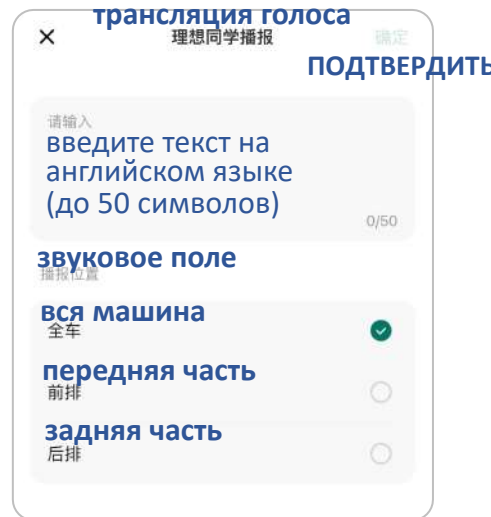 трансляция голоса
理想同学播报
确定
ПОДТВЕРДИТЬ
请输入
введите текст на
английском языке
(до 50 символов)
0/50
звуковое поле
播报位置
вся машина
全车
передняя часть
前排
задняя часть
后排